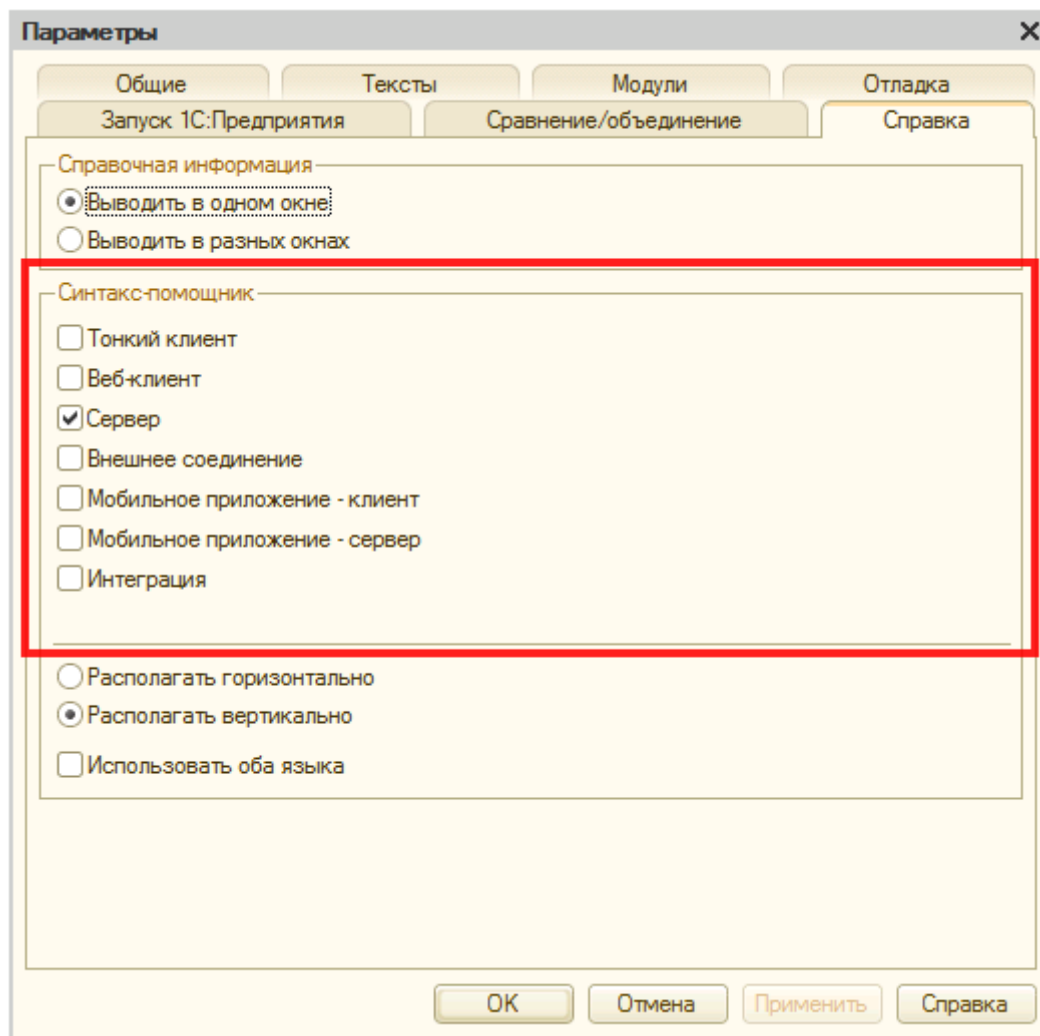 Параметры
Общие Тексты Модули Отладка
Запуск 1С:Предприятия Сравнение/объединение Справка
Справочная информация
Выводить в одном окне
Выводить в разных окнах
Синтакс-помощник
Тонкий клиент
Веб-клиент
Сервер
Внешнее соединение
Мобильное приложение - клиент
Мобильное приложение - сервер
Интеграция
Располагать горизонтально
Располагать вертикально
Использовать оба языка
OK Отмена Применить Справка